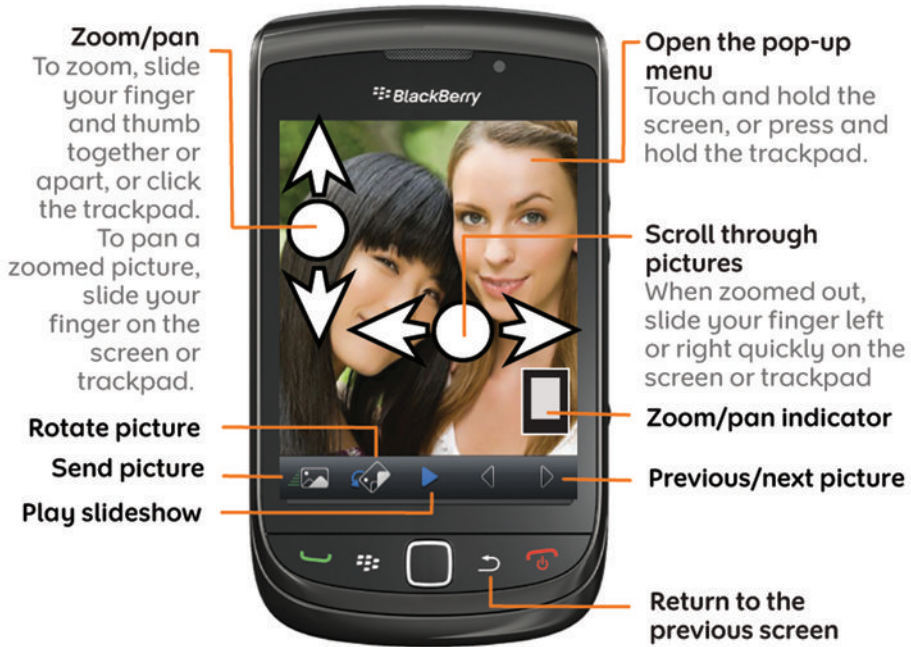 Zoom/pan
To zoom, slide
your finger
and thumb
together or
apart, or click
the trackpad.
To pan a
zoomed picture,
slide your
finger on the
screen or
trackpad.
Rotate picture
Send picture
Play slideshow
BlackBerry
Open the pop-up
menu
Touch and hold the
screen, or press and
hold the trackpad.
Scroll through
pictures
When zoomed out,
slide your finger left
or right quickly on the
screen or trackpad
Zoom/pan indicator
Previous/next picture
Return to the
previous screen